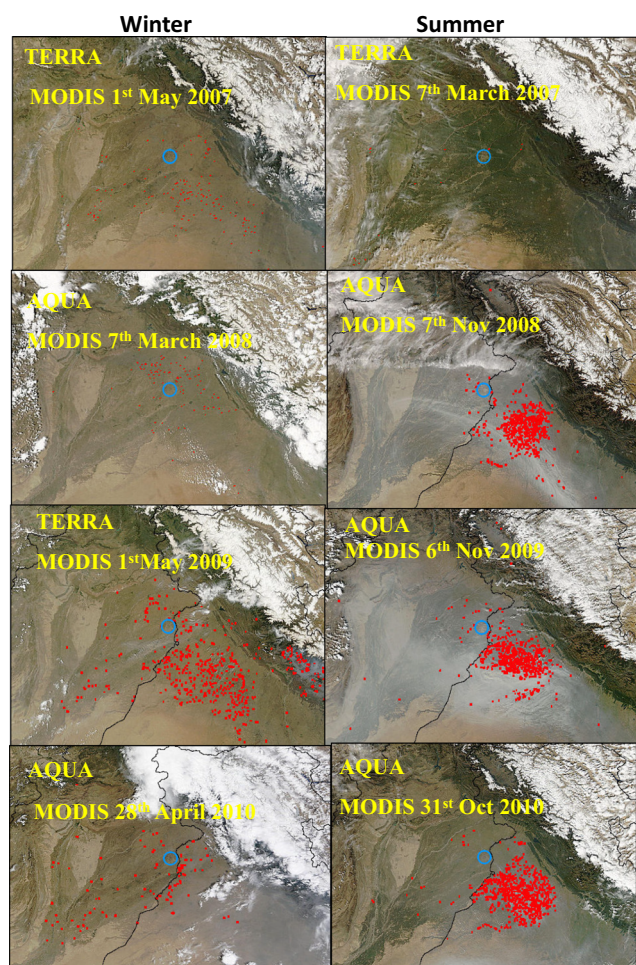 Winter Summer
TERRA
MODIS 1st May 2007
TERRA
MODIS 7th March 2007
AQUA
MODIS 7th March 2008
AQUA
MODIS 7th Nov 2008
TERRA
MODIS 1stMay 2009
AQUA
MODIS 6th Nov 2009
AQUA
MODIS 28th April 2010
AQUA
MODIS 31st Oct 2010